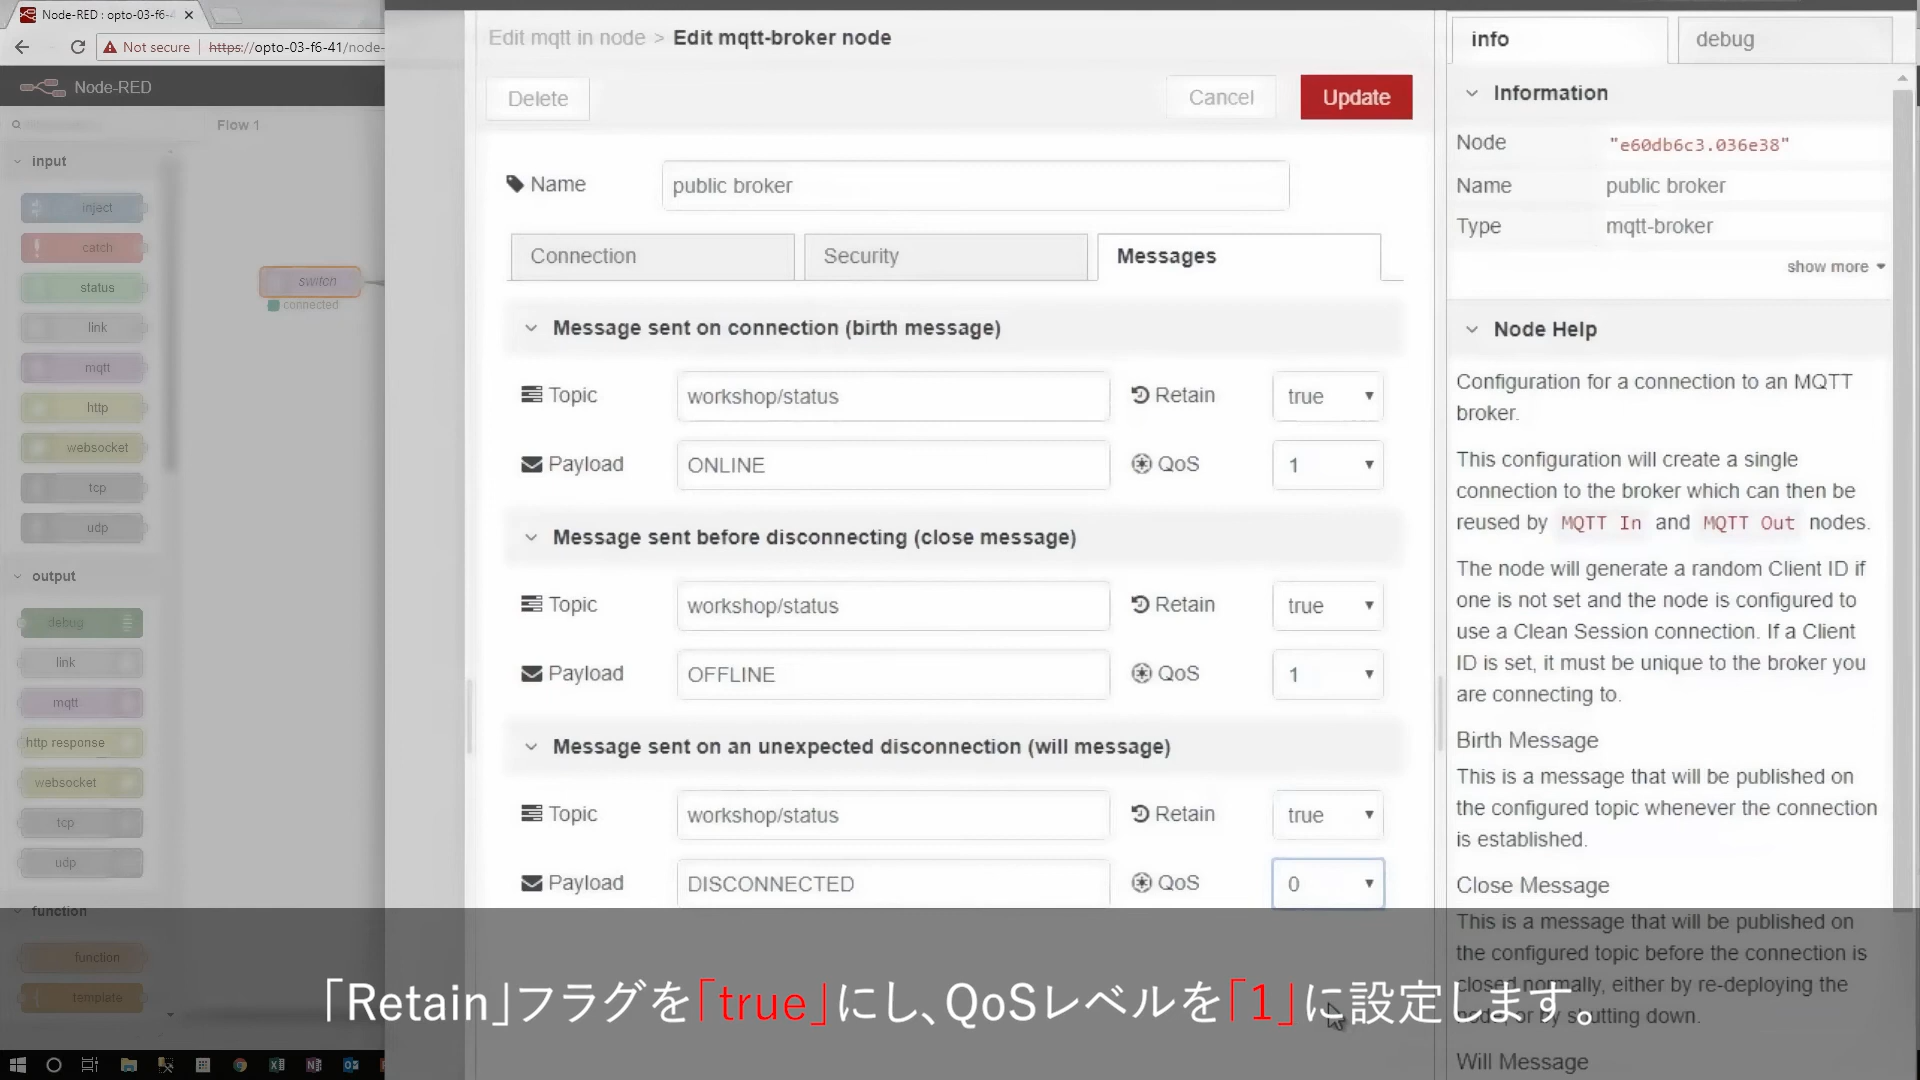 Node-RED : opto-03-f6-4
Not secure https://opto-03-f6-41/node-
Node-RED
Flow 1
input
inject
catch
status
link
mqtt
http
websocket
tcp
udp
output
debug
link
mqtt
http response
websocket
tcp
udp
function
function
template
switch
connected
Edit mqtt in node > Edit mqtt-broker node
Delete
Cancel
Update
Name
public broker
Connection
Security
Messages
Message sent on connection (birth message)
Topic workshop/status Retain true
Payload ONLINE QoS 1
Message sent before disconnecting (close message)
Topic workshop/status Retain true
Payload OFFLINE QoS 1
Message sent on an unexpected disconnection (will message)
Topic workshop/status Retain true
Payload DISCONNECTED QoS 0
info
debug
Information
Node "e60db6c3.036e38"
Name public broker
Type mqtt-broker
show more
Node Help
Configuration for a connection to an MQTT
broker.
This configuration will create a single
connection to the broker which can then be
reused by MQTT In and MQTT Out nodes.
The node will generate a random Client ID if
one is not set and the node is configured to
use a Clean Session connection. If a Client
ID is set, it must be unique to the broker you
are connecting to.
Birth Message
This is a message that will be published on
the configured topic whenever the connection
is established.
Close Message
This is a message that will be published on
the configured topic before the connection is
closed normally, either by re-deploying the
node, or by shutting down.
Will Message
「Retain」フラグを「true」にし、QoSレベルを「1」に設定します。